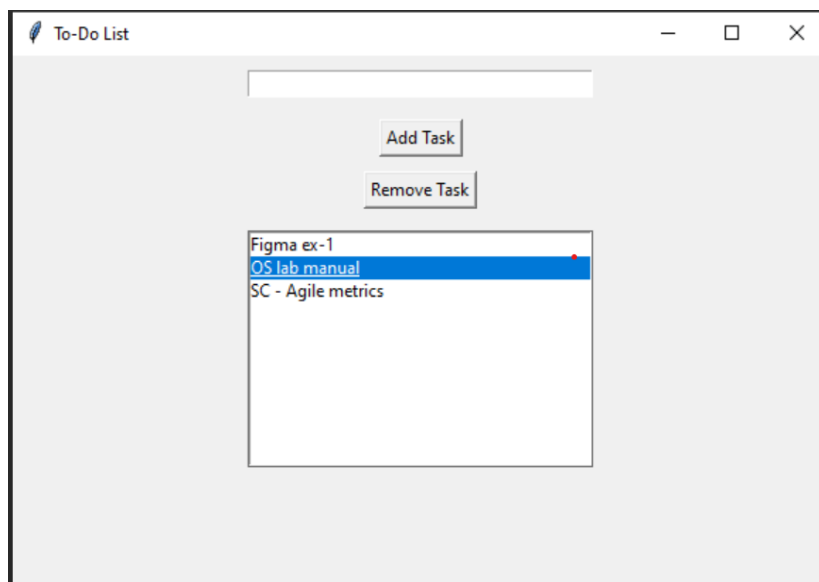 To-Do List
Add Task
Remove Task
Figma ex-1
OS lab manual
SC - Agile metrics